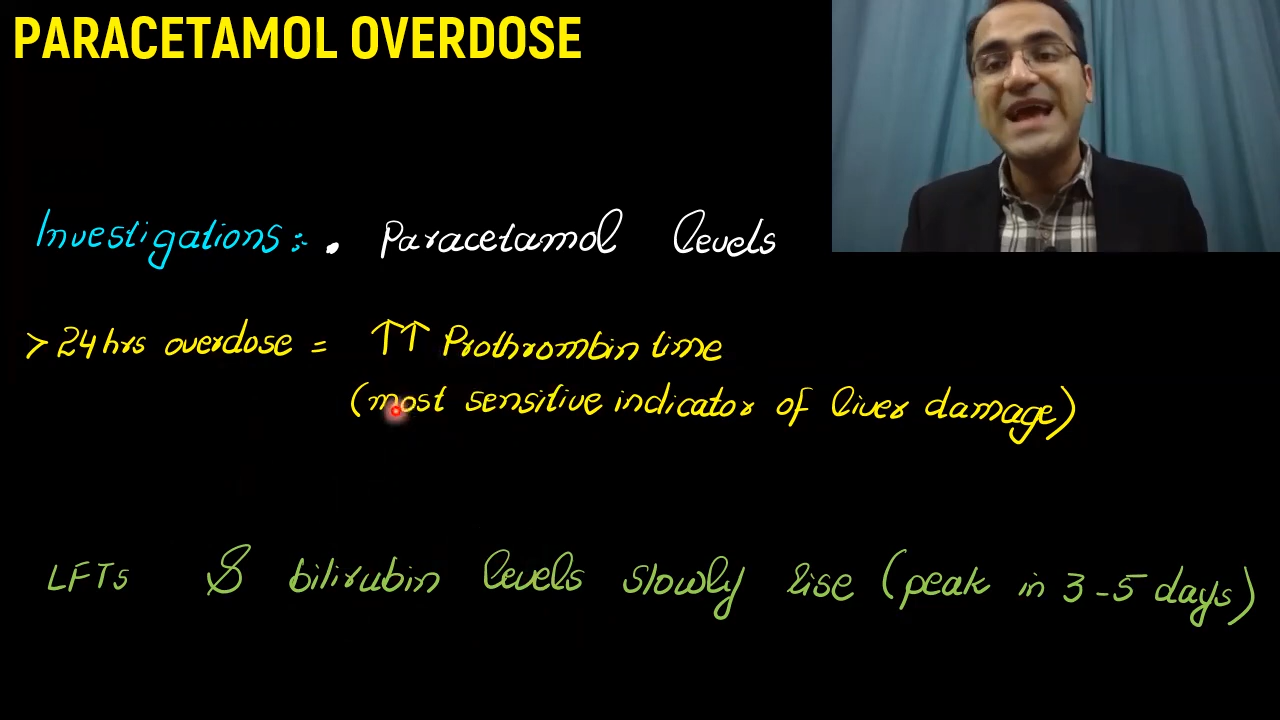 PARACETAMOL OVERDOSE
Investigations:- • Paracetamol levels
> 24 hrs overdose = ↑↑ Prothrombin time
(most sensitive indicator of liver damage)
LFTs & bilirubin levels slowly rise (peak in 3-5 days)